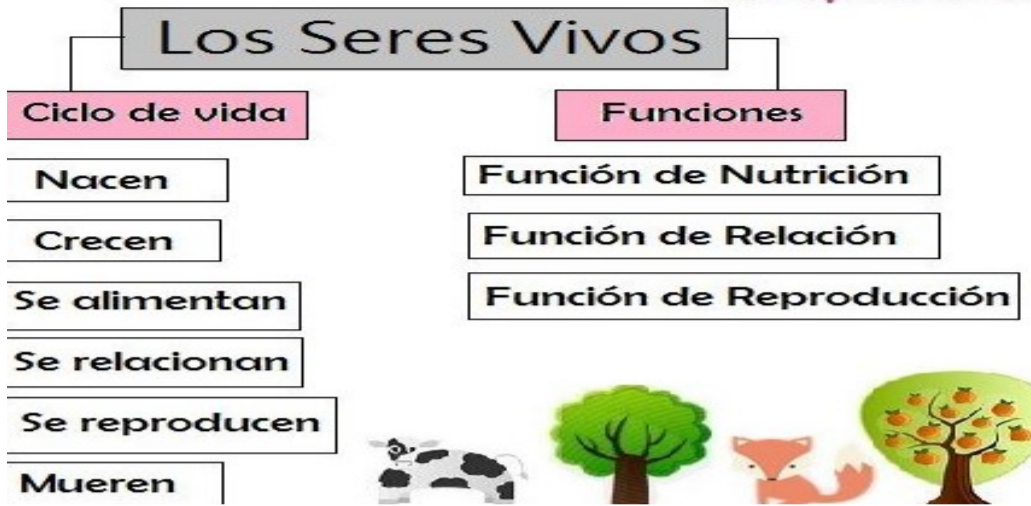 Los Seres Vivos
Ciclo de vida
Nacen
Crecen
Se alimentan
Se relacionan
Se reproducen
Mueren
Funciones
Función de Nutrición
Función de Relación
Función de Reproducción